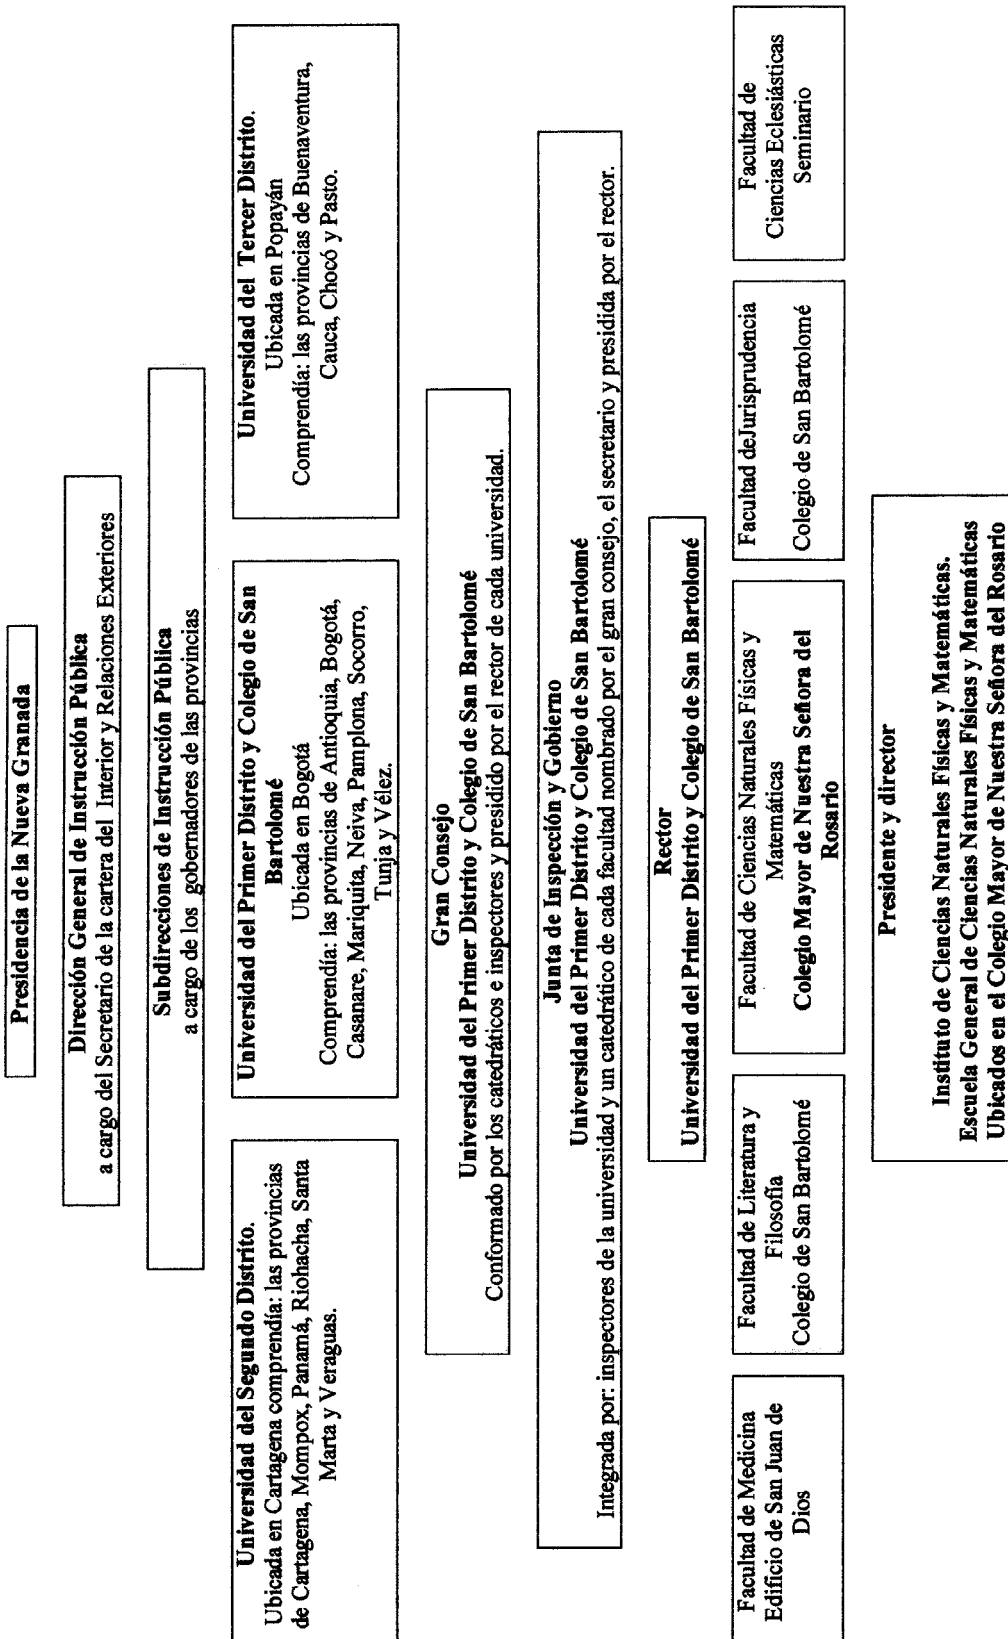 Presidencia de la Nueva Granada
Dirección General de Instrucción Pública
a cargo del Secretario de la cartera del Interior y Relaciones Exteriores
Subdirecciones de Instrucción Pública
a cargo de los gobernadores de las provincias
Universidad del Segundo Distrito.
Ubicada en Cartagena comprendía: las provincias
de Cartagena, Mompox, Panamá, Riohacha, Santa
Marta y Veraguas.
Universidad del Primer Distrito y Colegio de San
Bartolomé
Ubicada en Bogotá
Comprendía: las provincias de Antioquia, Bogotá,
Casanare, Mariquita, Neiva, Pamplona, Socorro,
Tunja y Vélez.
Universidad del Tercer Distrito.
Ubicada en Popayán
Comprendía: las provincias de Buenaventura,
Cauca, Chocó y Pasto.
Gran Consejo
Universidad del Primer Distrito y Colegio de San Bartolomé
Conformado por los catedráticos e inspectores y presidido por el rector de cada universidad.
Junta de Inspección y Gobierno
Universidad del Primer Distrito y Colegio de San Bartolomé
Integrada por: inspectores de la universidad y un catedrático de cada facultad nombrado por el gran consejo, el secretario y presidida por el rector.
Rector
Universidad del Primer Distrito y Colegio de San Bartolomé
Facultad de Medicina
Edificio de San Juan de
Dios
Facultad de Literatura y
Filosofía
Colegio de San Bartolomé
Facultad de Ciencias Naturales Físicas y
Matemáticas
Colegio Mayor de Nuestra Señora del
Rosario
Facultad deJurisprudencia
Colegio de San Bartolomé
Facultad de
Ciencias Eclesiásticas
Seminario
Presidente y director
Instituto de Ciencias Naturales Físicas y Matemáticas.
Escuela General de Ciencias Naturales Físicas y Matemáticas
Ubicados en el Colegio Mayor de Nuestra Señora del Rosario